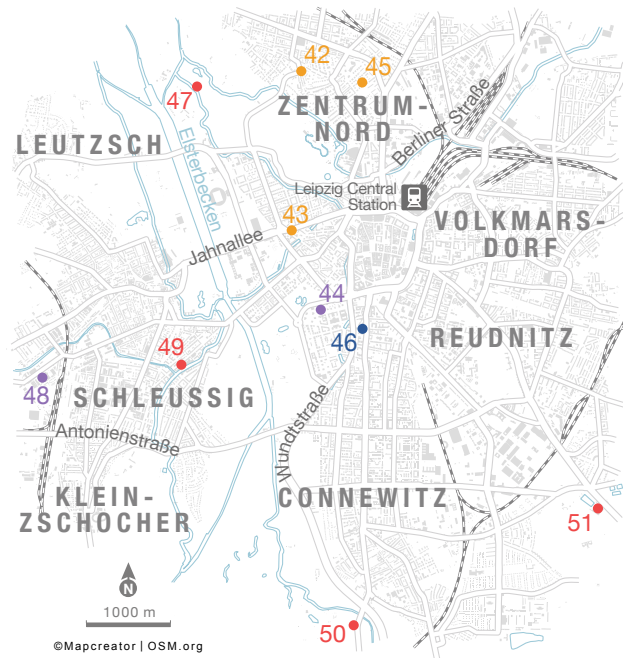 42
45
47
ZENTRUM-
NORD
Berliner Straße
LEUTZSCH
Elsterbecken
Leipzig Central
Station
43
VOLKMARS-
DORF
Jahnallee
44
46
REUDNITZ
49
48
SCHLEUSSIG
Wundtstraße
Antonienstraße
KLEIN-
ZSCHOCHER
CONNEWITZ
51
N
1000 m
50
©Mapcreator | OSM.org